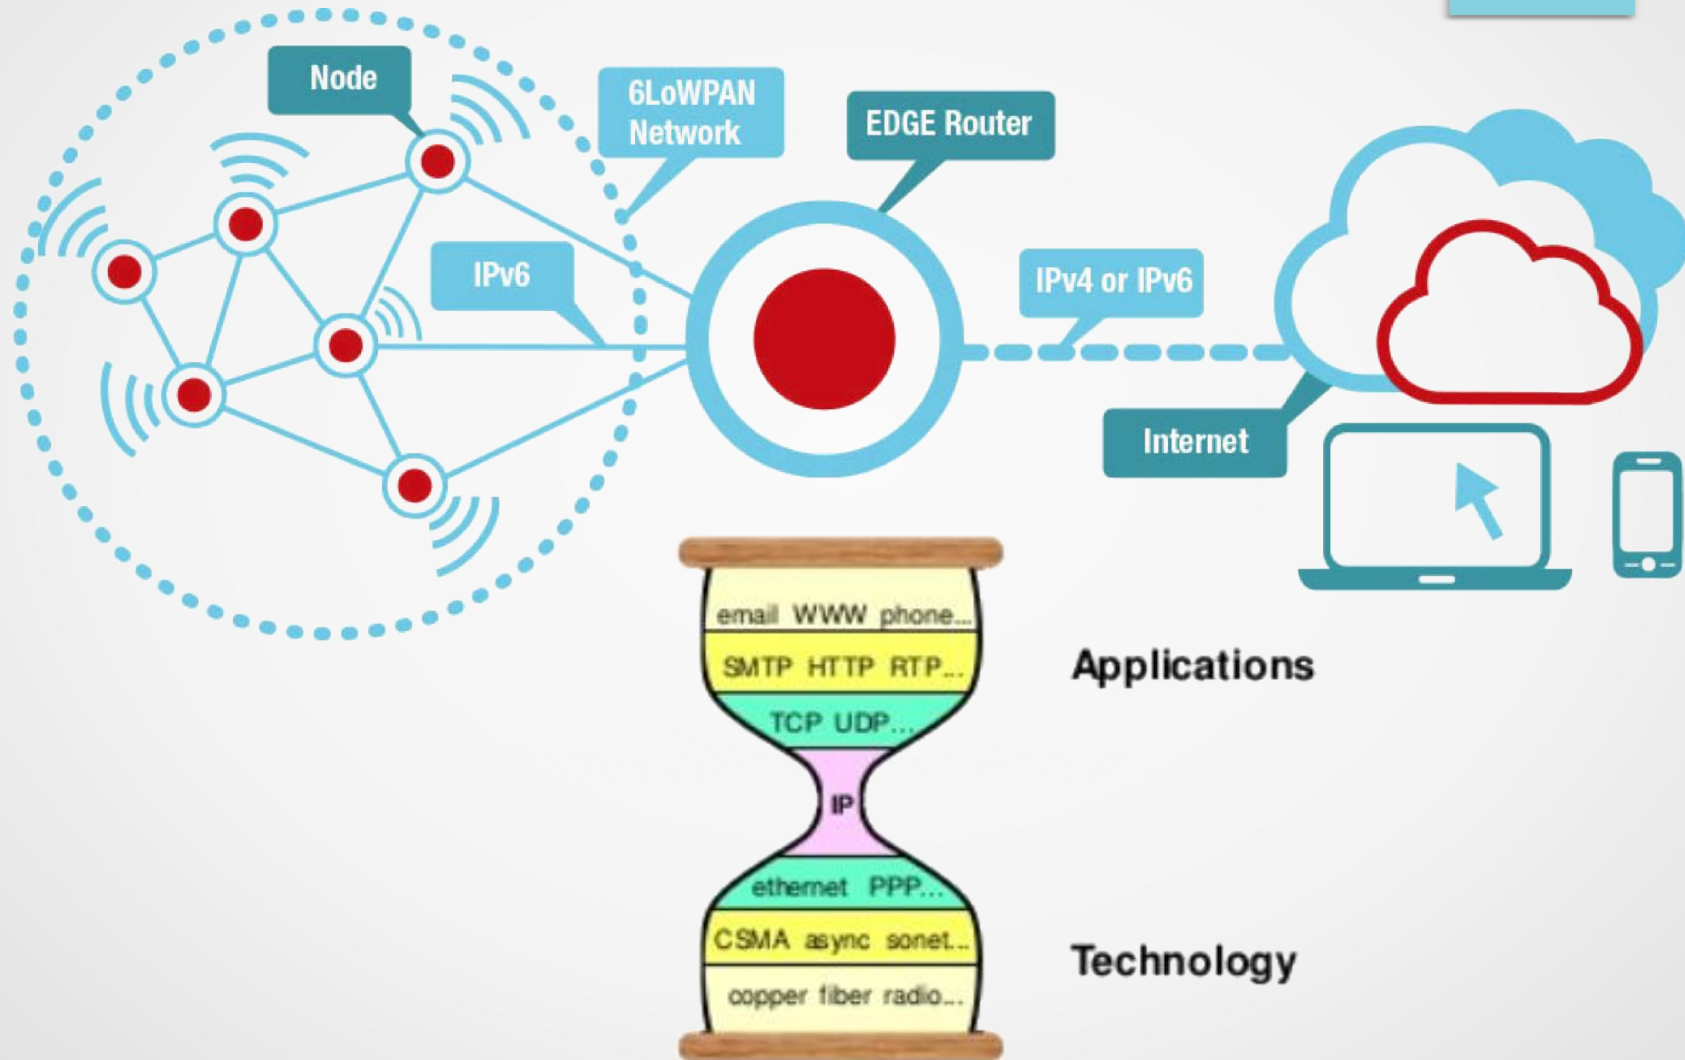 Node
6LoWPAN
Network
EDGE Router
IPv6
IPv4 or IPv6
Internet
email WWW phone...
SMTP HTTP RTP...
TCP UDP...
IP
ethernet PPP...
CSMA async sonet...
copper fiber radio...
Applications
Technology